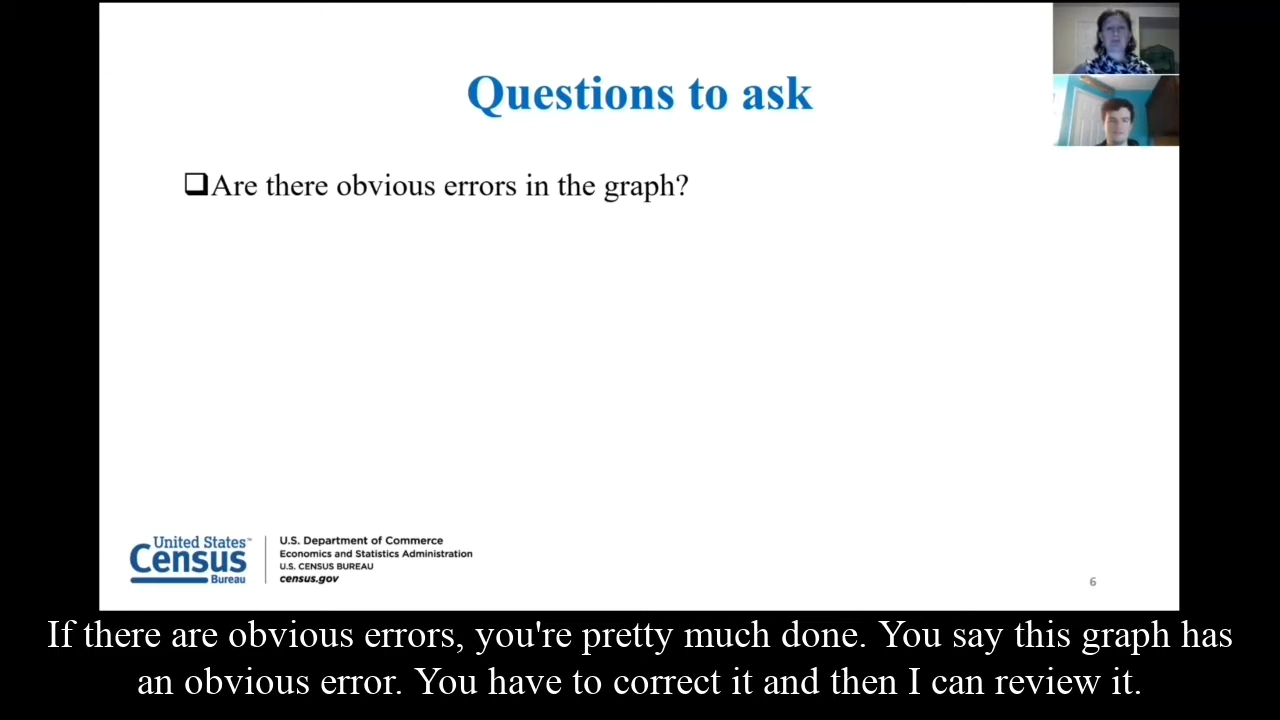 Questions to ask
❑Are there obvious errors in the graph?
United States™
Census
Bureau
U.S. Department of Commerce
Economics and Statistics Administration
U.S. CENSUS BUREAU
census.gov
6
If there are obvious errors, you're pretty much done. You say this graph has
an obvious error. You have to correct it and then I can review it.